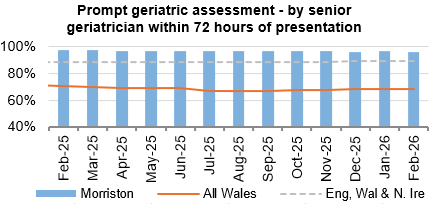 Prompt geriatric assessment - by senior
geriatrician within 72 hours of presentation
100%
80%
60%
40%
Feb-25
Mar-25
Apr-25
May-25
Jun-25
Jul-25
Aug-25
Sep-25
Oct-25
Nov-25
Dec-25
Jan-26
Feb-26
Morriston All Wales Eng, Wal & N. Ire